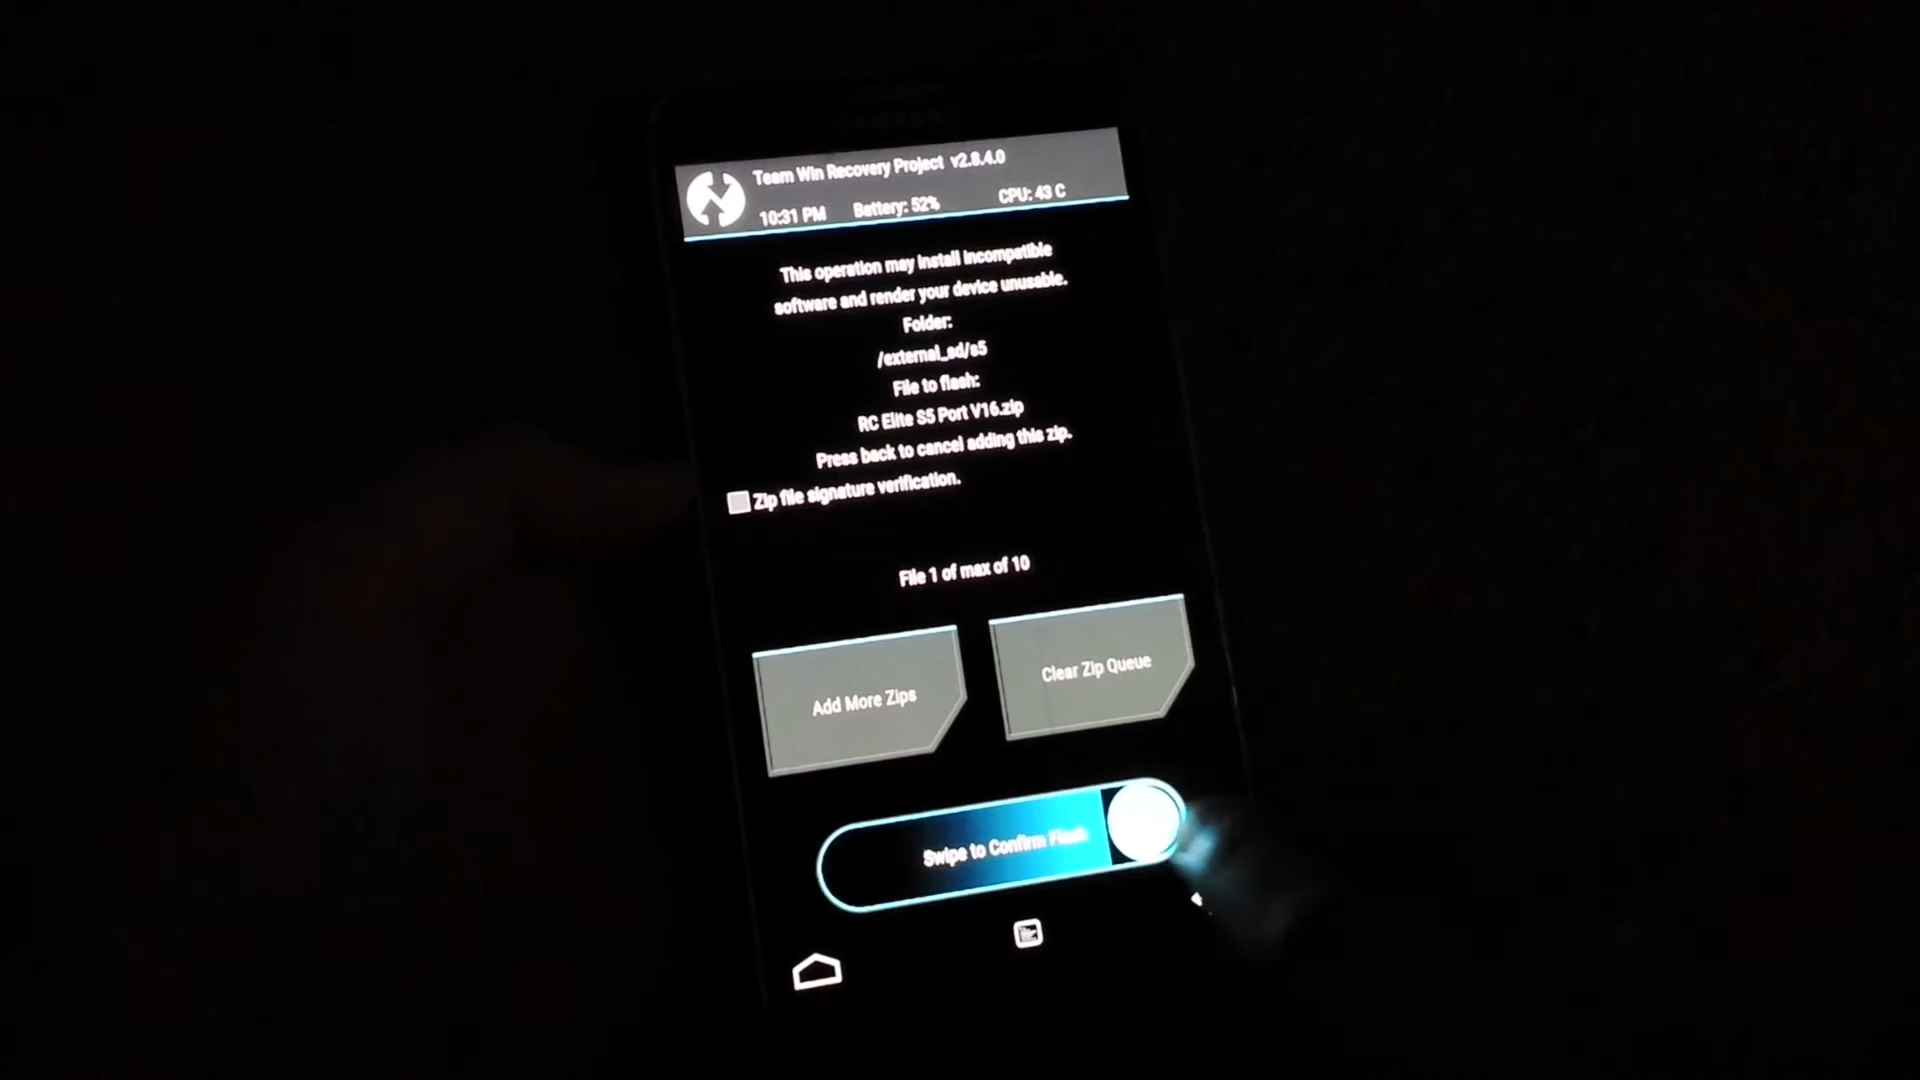 SAMSUNG
Team Win Recovery Project v2.8.4.0
10:31 PM Battery: 52% CPU: 43 C
This operation may install incompatible
software and render your device unusable.
Folder:
/external_sd/s5
File to flash:
RC Elite S5 Port V16.zip
Press back to cancel adding this zip.
Zip file signature verification.
File 1 of max of 10
Add More Zips
Clear Zip Queue
Swipe to Confirm Flash